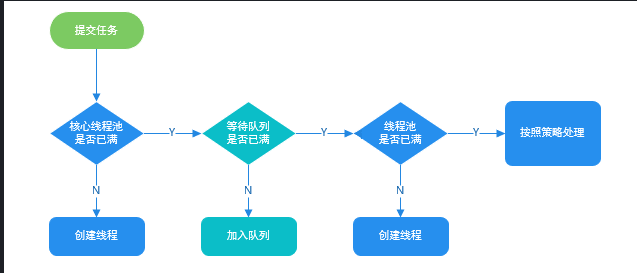 提交任务
核心线程池
是否已满
Y
等待队列
是否已满
Y
线程池
是否已满
Y
按照策略处理
N
N
N
创建线程
加入队列
创建线程